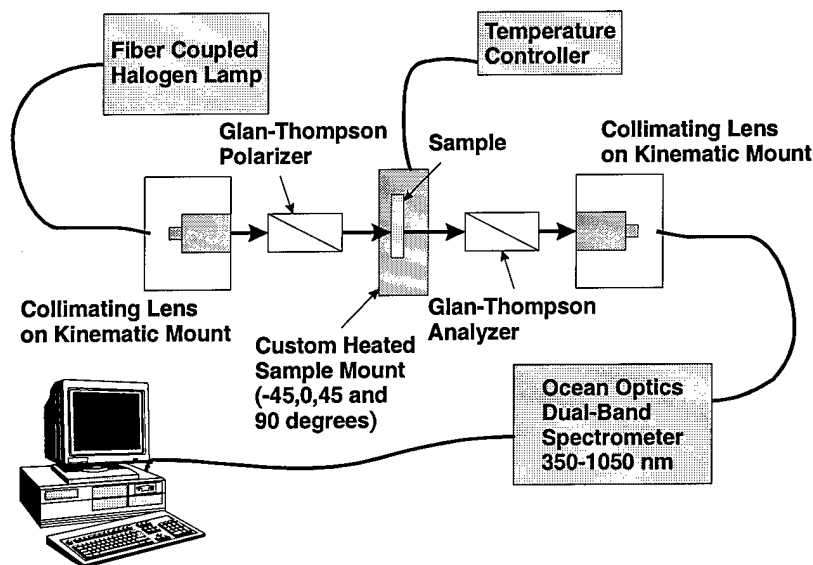 Fiber Coupled
Halogen Lamp
Temperature
Controller
Glan-Thompson
Polarizer
Sample
Collimating Lens
on Kinematic Mount
Collimating Lens
on Kinematic Mount
Custom Heated
Sample Mount
(-45,0,45 and
90 degrees)
Glan-Thompson
Analyzer
Ocean Optics
Dual-Band
Spectrometer
350-1050 nm